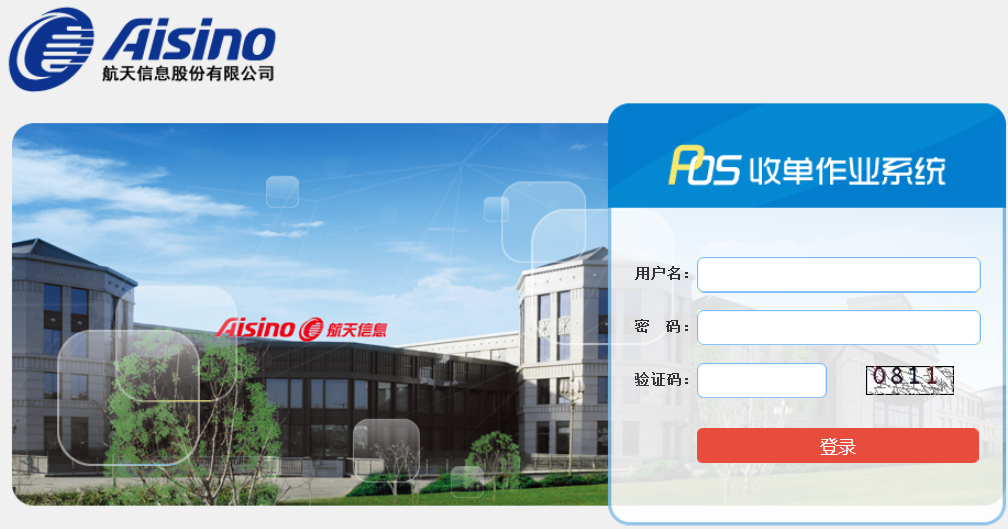 Aisino
航天信息股份有限公司
POS 收单作业系统
Aisino 航天信息
用户名：
密 码：
验证码：
0811
登录